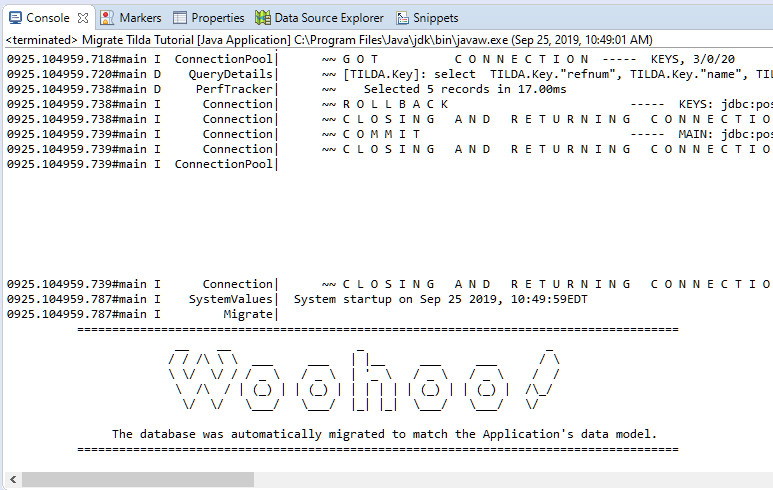 Console Markers Properties Data Source Explorer Snippets
<terminated> Migrate Tilda Tutorial [Java Application] C:\Program Files\Java\jdk\bin\javaw.exe (Sep 25, 2019, 10:49:01 AM)
0925.104959.718#main I ConnectionPool| ~~ G O T C O N N E C T I O N ----- KEYS, 3/0/20
0925.104959.720#main D QueryDetails| ~~ [TILDA.Key]: select TILDA.Key."refnum", TILDA.Key."name", TIL
0925.104959.738#main D PerfTracker| ~~ Selected 5 records in 17.00ms
0925.104959.738#main I Connection| ~~ R O L L B A C K ----- KEYS: jdbc:pos
0925.104959.738#main I Connection| ~~ C L O S I N G A N D R E T U R N I N G C O N N E C T I O
0925.104959.739#main I Connection| ~~ C O M M I T ----- MAIN: jdbc:pos
0925.104959.739#main I Connection| ~~ C L O S I N G A N D R E T U R N I N G C O N N E C T I O
0925.104959.739#main I ConnectionPool|
0925.104959.739#main I Connection| ~~ C L O S I N G A N D R E T U R N I N G C O N N E C T I O
0925.104959.787#main I SystemValues| System startup on Sep 25 2019, 10:49:59EDT
0925.104959.787#main I Migrate|
Woohoo!
The database was automatically migrated to match the Application's data model.